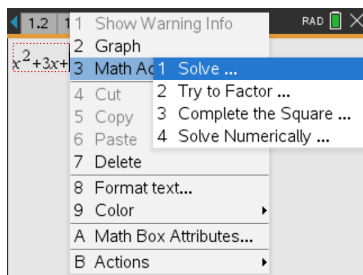 1.2 1 RAD
x²+3x+
1 Show Warning Info
2 Graph
3 Math Ac
4 Cut
5 Copy
6 Paste
7 Delete
8 Format text...
9 Color
A Math Box Attributes...
B Actions
1 Solve ...
2 Try to Factor ...
3 Complete the Square ...
4 Solve Numerically ...